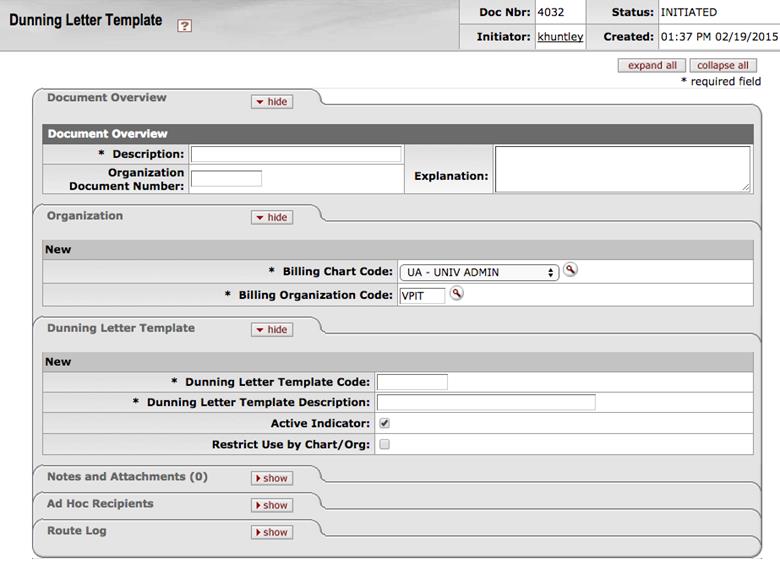 Dunning Letter Template ?
Doc Nbr: 4032 Status: INITIATED
Initiator: khuntley Created: 01:37 PM 02/19/2015
expand all collapse all
* required field
Document Overview hide
Document Overview
* Description:
Organization
Document Number:
Explanation:
Organization hide
New
* Billing Chart Code: UA - UNIV ADMIN
* Billing Organization Code: VPIT
Dunning Letter Template hide
New
* Dunning Letter Template Code:
* Dunning Letter Template Description:
Active Indicator:
Restrict Use by Chart/Org:
Notes and Attachments (0) show
Ad Hoc Recipients show
Route Log show